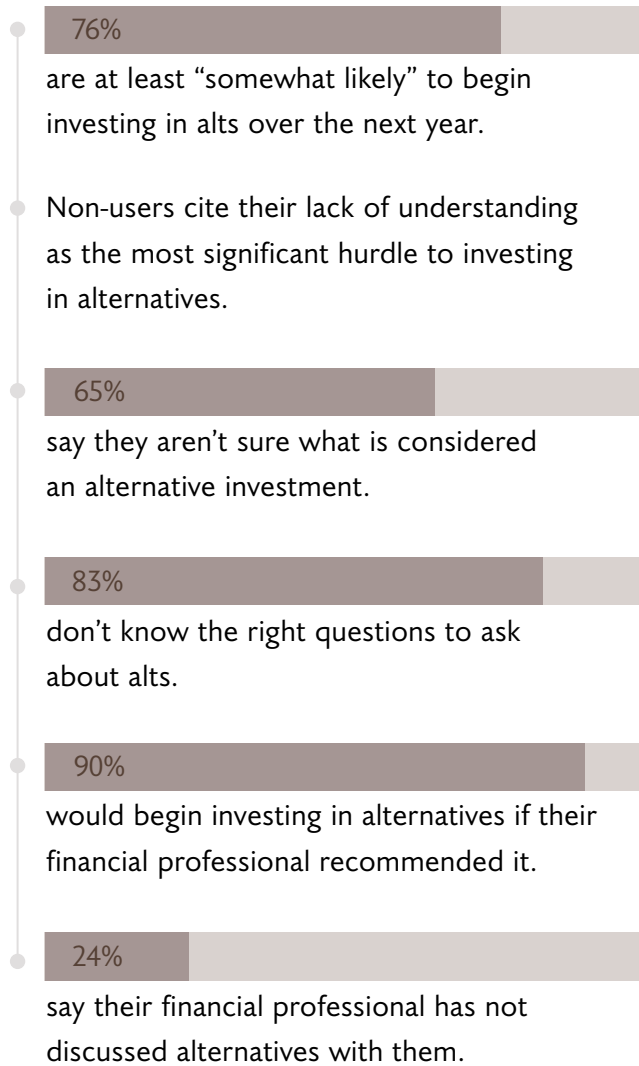 76%
are at least “somewhat likely” to begin
investing in alts over the next year.
Non-users cite their lack of understanding
as the most significant hurdle to investing
in alternatives.
65%
say they aren’t sure what is considered
an alternative investment.
83%
don’t know the right questions to ask
about alts.
90%
would begin investing in alternatives if their
financial professional recommended it.
24%
say their financial professional has not
discussed alternatives with them.